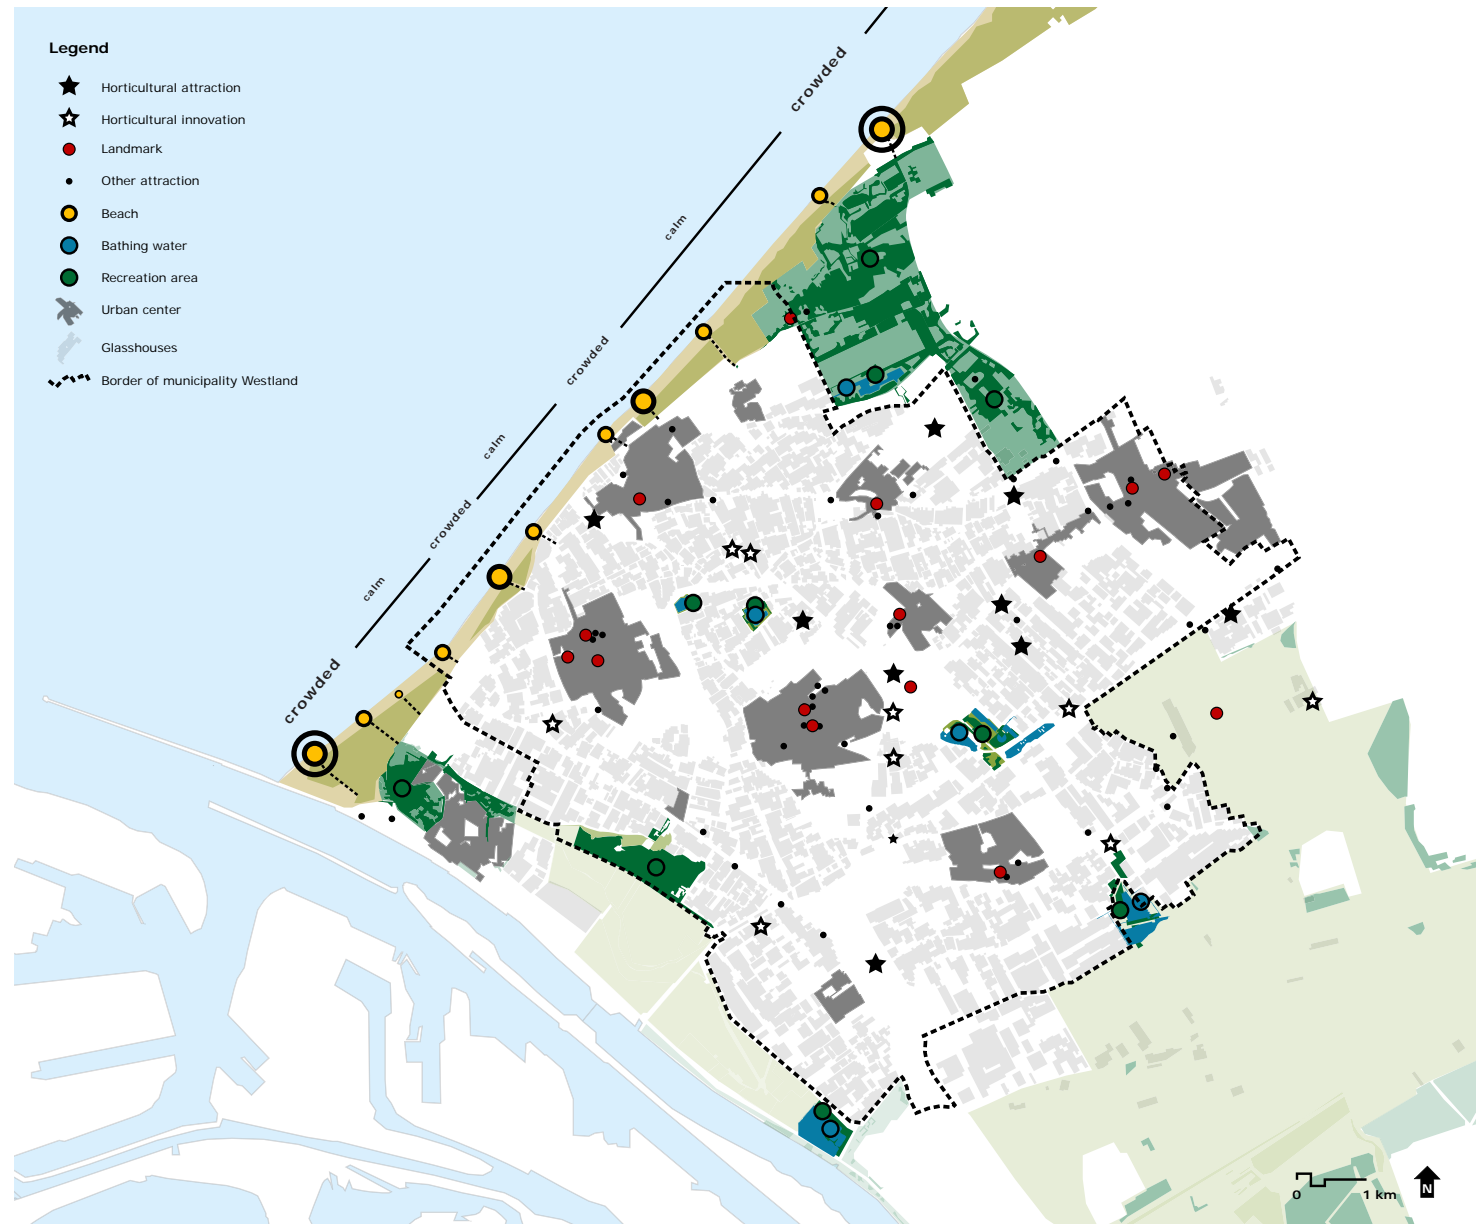 Legend
Horticultural attraction
Horticultural innovation
Landmark
Other attraction
Beach
Bathing water
Recreation area
Urban center
Glasshouses
Border of municipality Westland
crowded
calm
crowded
calm
crowded
calm
crowded
0 1 km
N